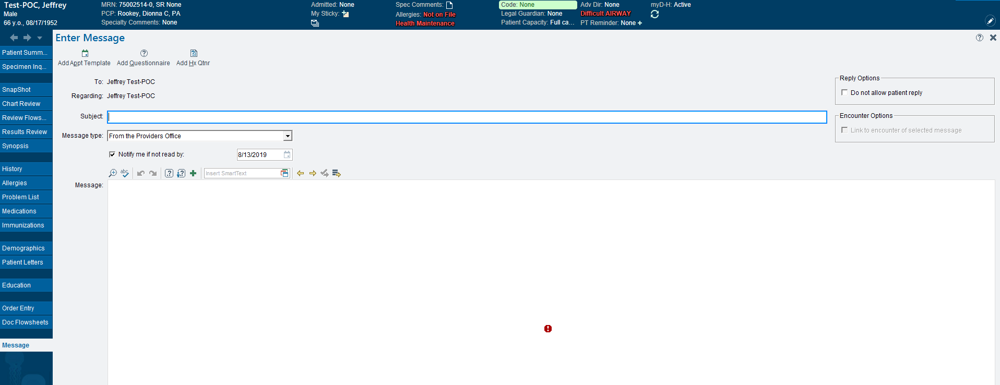 Test-POC, Jeffrey
Male
66 y.o., 08/17/1952
MRN: 75002514-0, SR None
PCP: Rookey, Dionna C, PA
Specialty Comments: None
Admitted: None
My Sticky:
Spec Comments:
Allergies: Not on File
Health Maintenance
Code: None
Legal Guardian: None
Patient Capacity: Full ca...
Adv Dir: None
Difficult AIRWAY
PT Reminder: None
myD-H: Active
Patient Summ...
Specimen Inq...
SnapShot
Chart Review
Review Flows...
Results Review
Synopsis
History
Allergies
Problem List
Medications
Immunizations
Demographics
Patient Letters
Education
Order Entry
Doc Flowsheets
Message
Enter Message
Add Appt Template Add Questionnaire Add Hx Qtnr
To: Jeffrey Test-POC
Regarding: Jeffrey Test-POC
Subject:
Message type: From the Providers Office
Notify me if not read by: 8/13/2019
abc
Insert SmartText
Message:
Reply Options
Do not allow patient reply
Encounter Options
Link to encounter of selected message